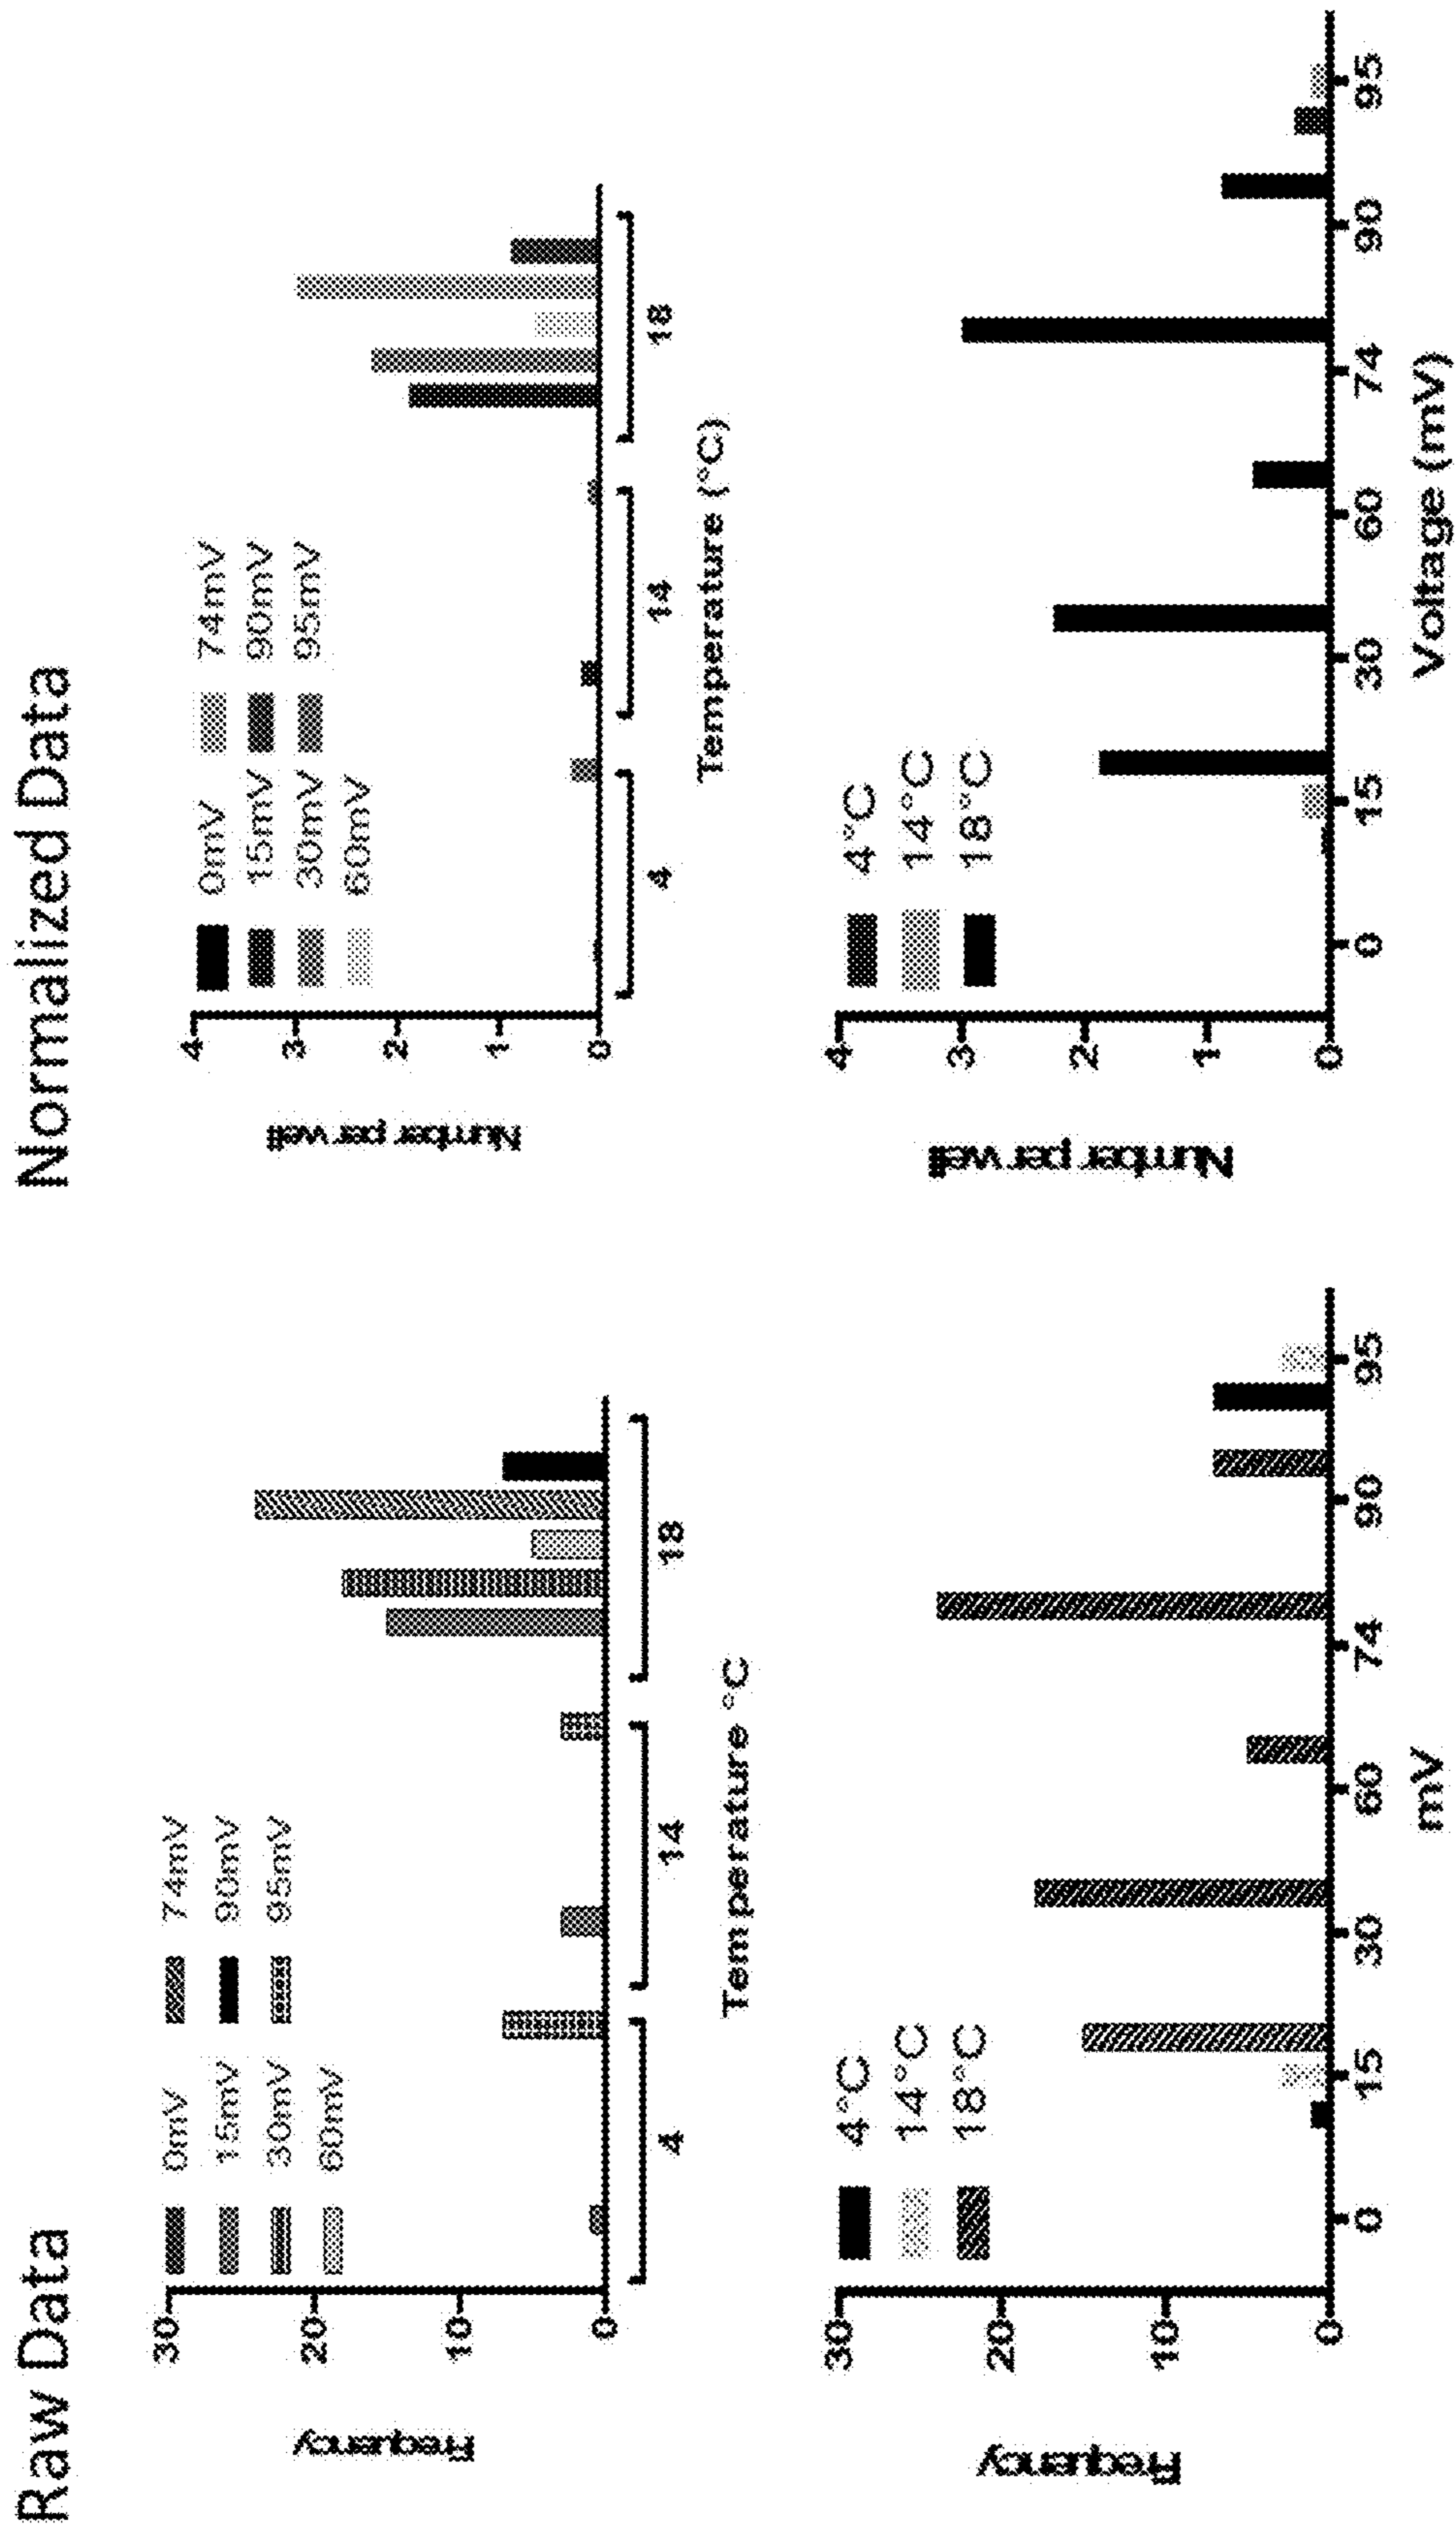 Raw Data
Frequency
30
20
10
0
0mV
15mV
30mV
60mV
74mV
90mV
95mV
4
14
18
Temperature °C
Frequency
30
20
10
0
4°C
14°C
18°C
0
15
30
60
74
90
95
mV
Normalized Data
Number per well
4
3
2
1
0
0mV
15mV
30mV
60mV
74mV
90mV
95mV
4
14
18
Temperature (°C)
Number per well
4
3
2
1
0
4°C
14°C
18°C
0
15
30
60
74
90
95
Voltage (mV)